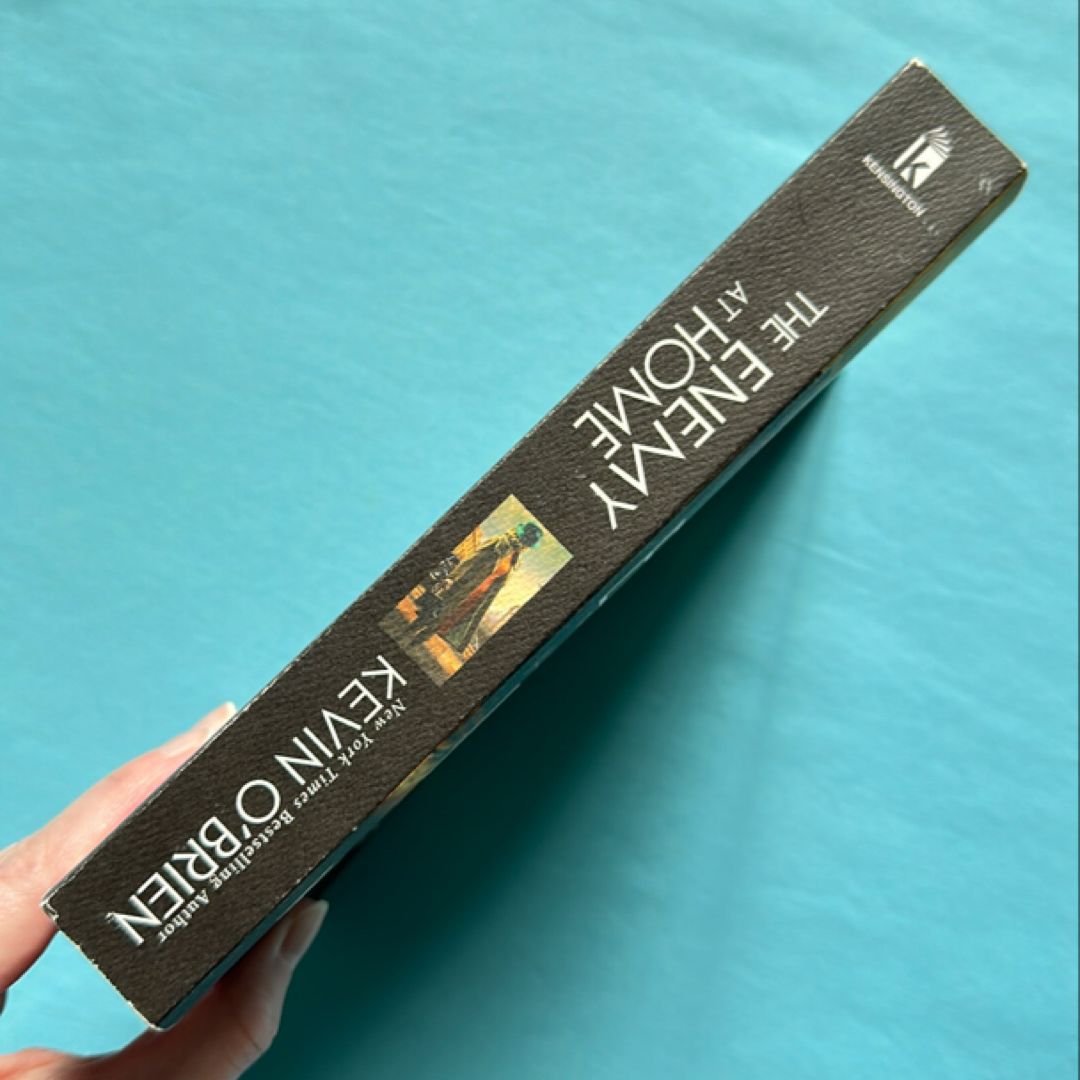 KENSINGTON
THE ENEMY
AT HOME
New York Times Bestselling Author
KEVIN O'BRIEN